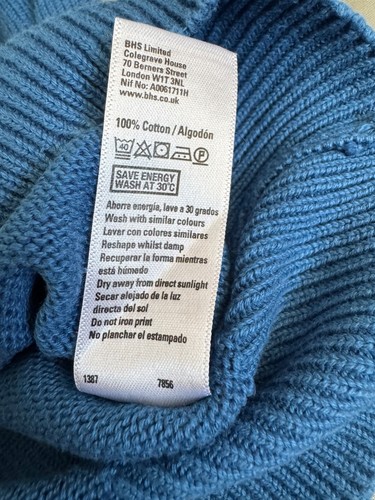 BHS Limited
Colegrave House
70 Berners Street
London W1T 3NL
Nif No: A0061711H
www.bhs.co.uk
100% Cotton/Algodón
40 P
SAVE ENERGY
WASH AT 30°C
Ahorre energía, lave a 30 grados
Wash with similar colours
Lavar con colores similares
Reshape whilst damp
Recuperar la forma mientras
está húmedo
Dry away from direct sunlight
Secar alejado de la luz
directa del sol
Do not iron print
No planchar el estampado
1387 7856